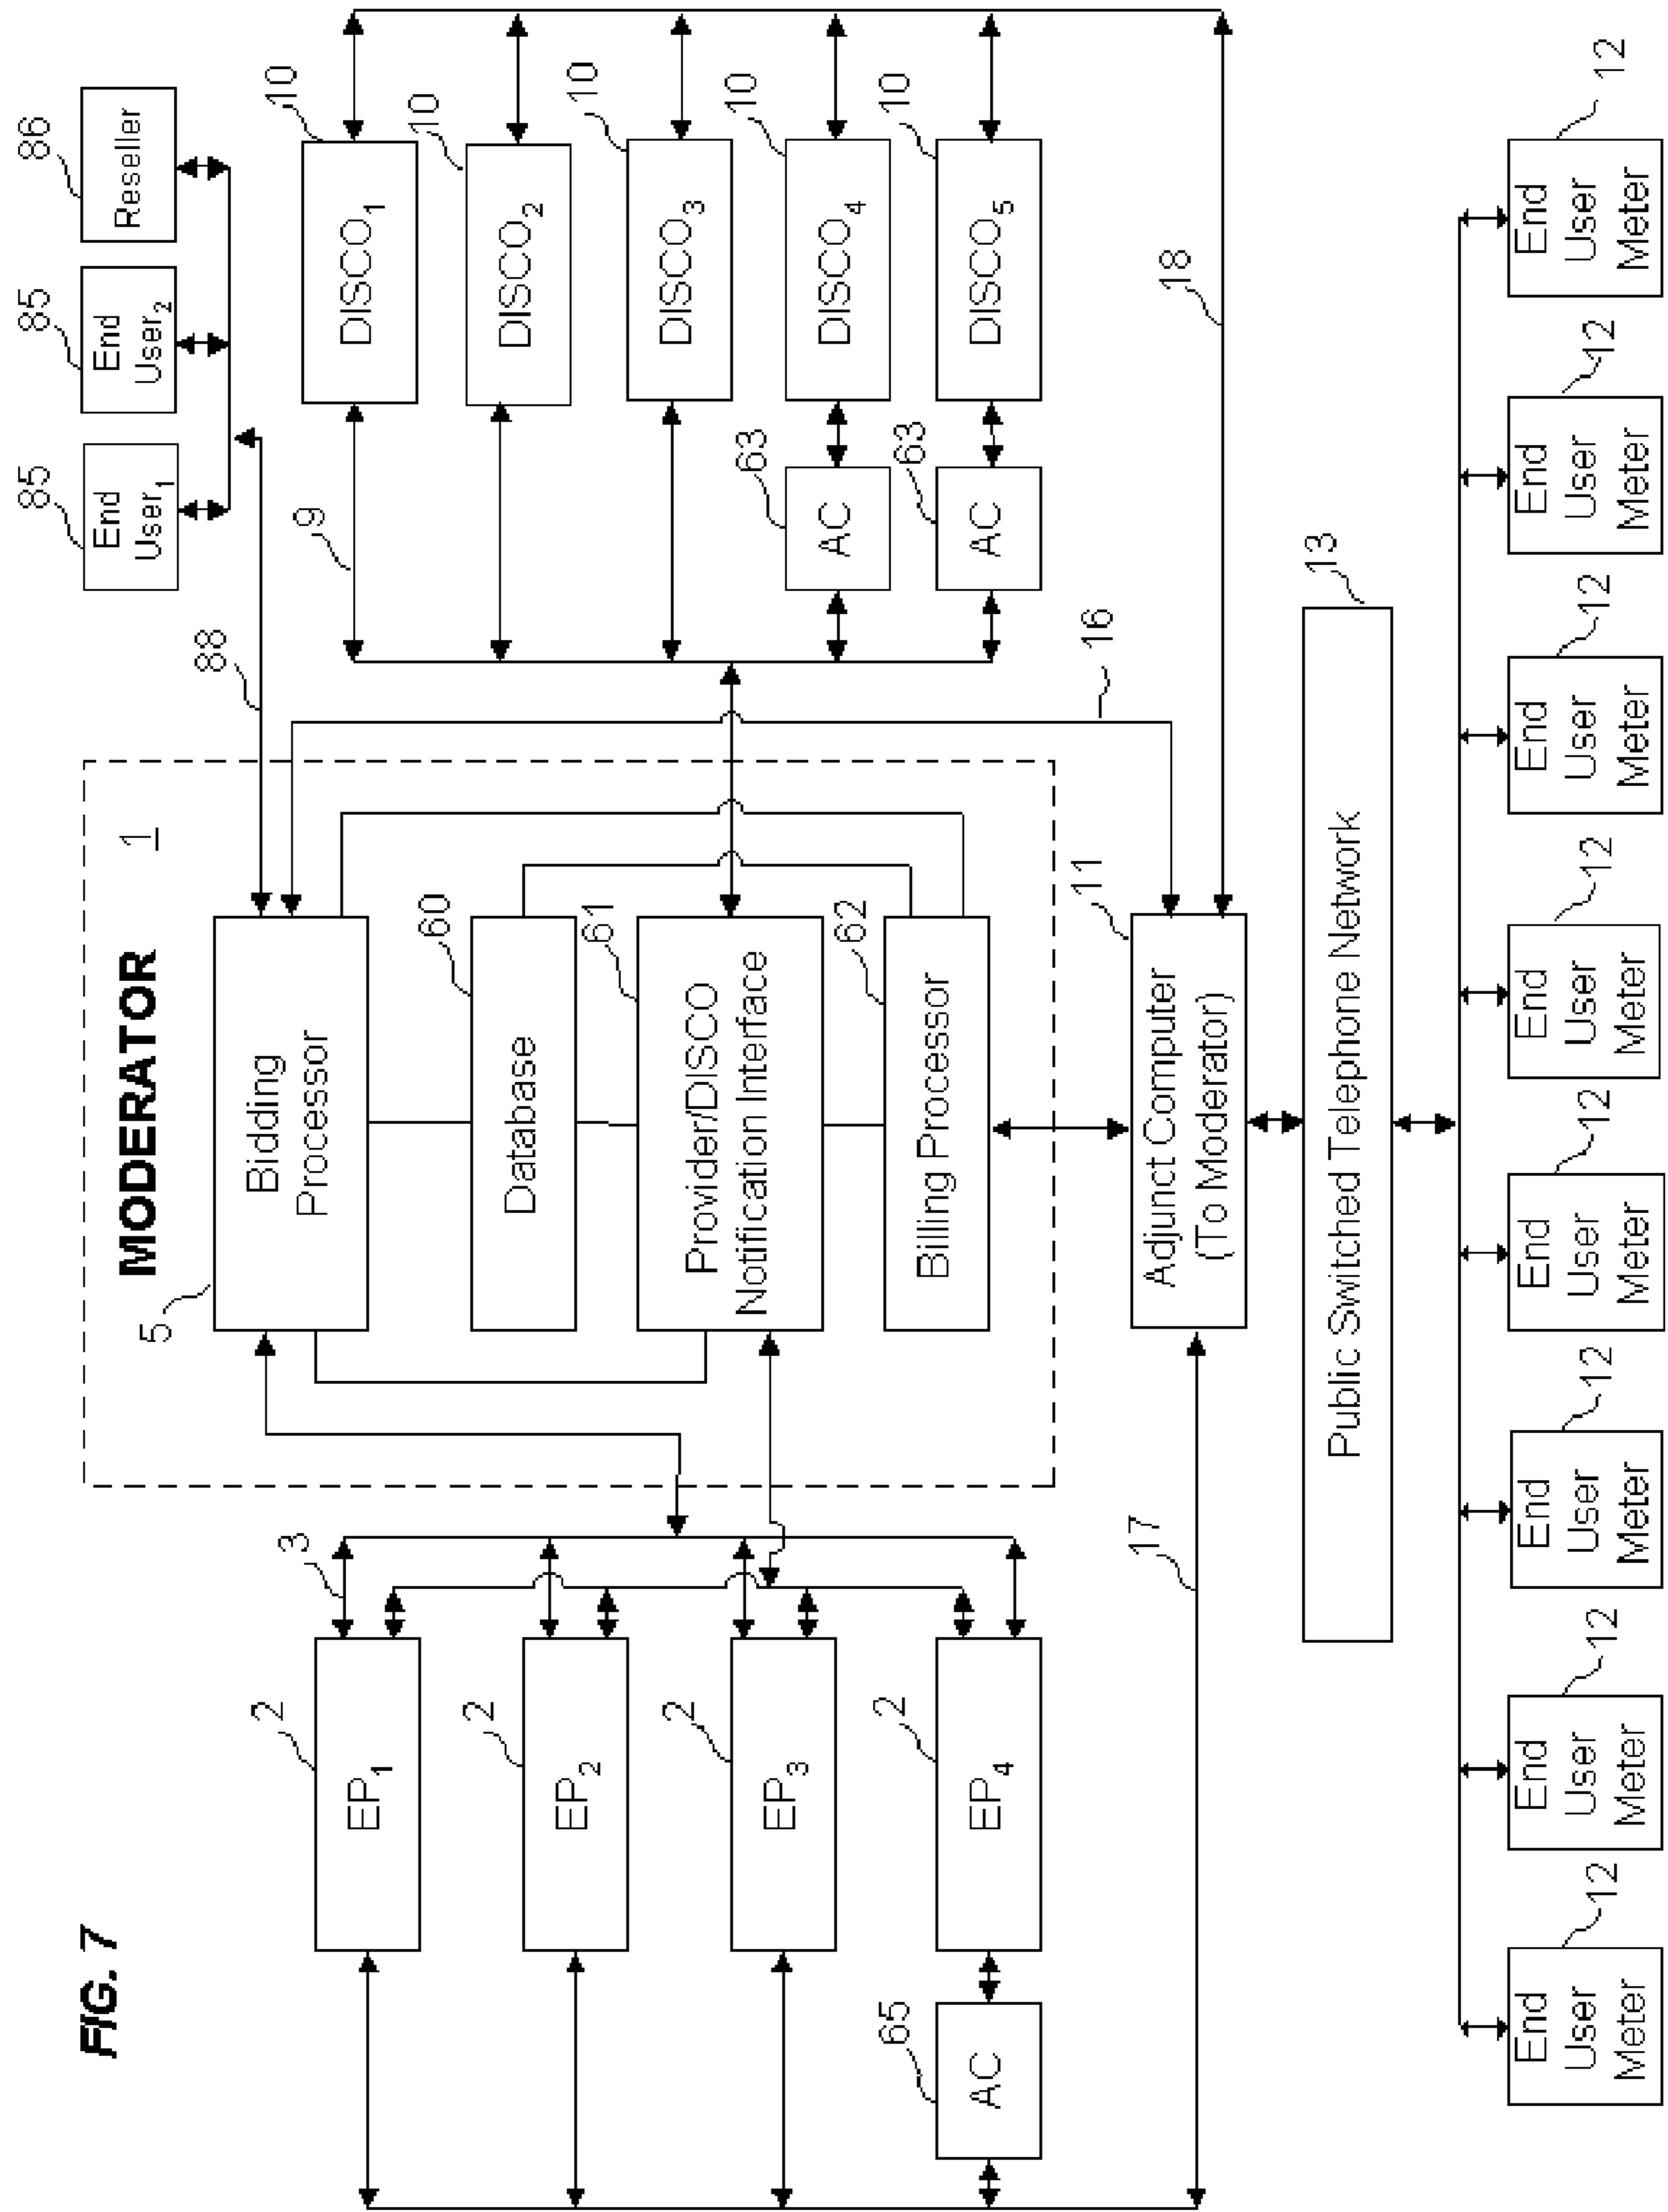 FIG. 7
MODERATOR
1
85
End
User1
85
End
User2
86
Reseller
88
5
Bidding
Processor
60
Database
61
Provider/DISCO
Notification Interface
62
Billing Processor
3
2
EP1
2
EP2
2
EP3
2
EP4
65
AC
9
10
DISCO1
10
DISCO2
10
DISCO3
10
DISCO4
63
AC
10
DISCO5
63
AC
16
17
18
11
Adjunct Computer
(To Moderator)
13
Public Switched Telephone Network
12
End
User
Meter
12
End
User
Meter
12
End
User
Meter
12
End
User
Meter
12
End
User
Meter
12
End
User
Meter
12
End
User
Meter
12
End
User
Meter